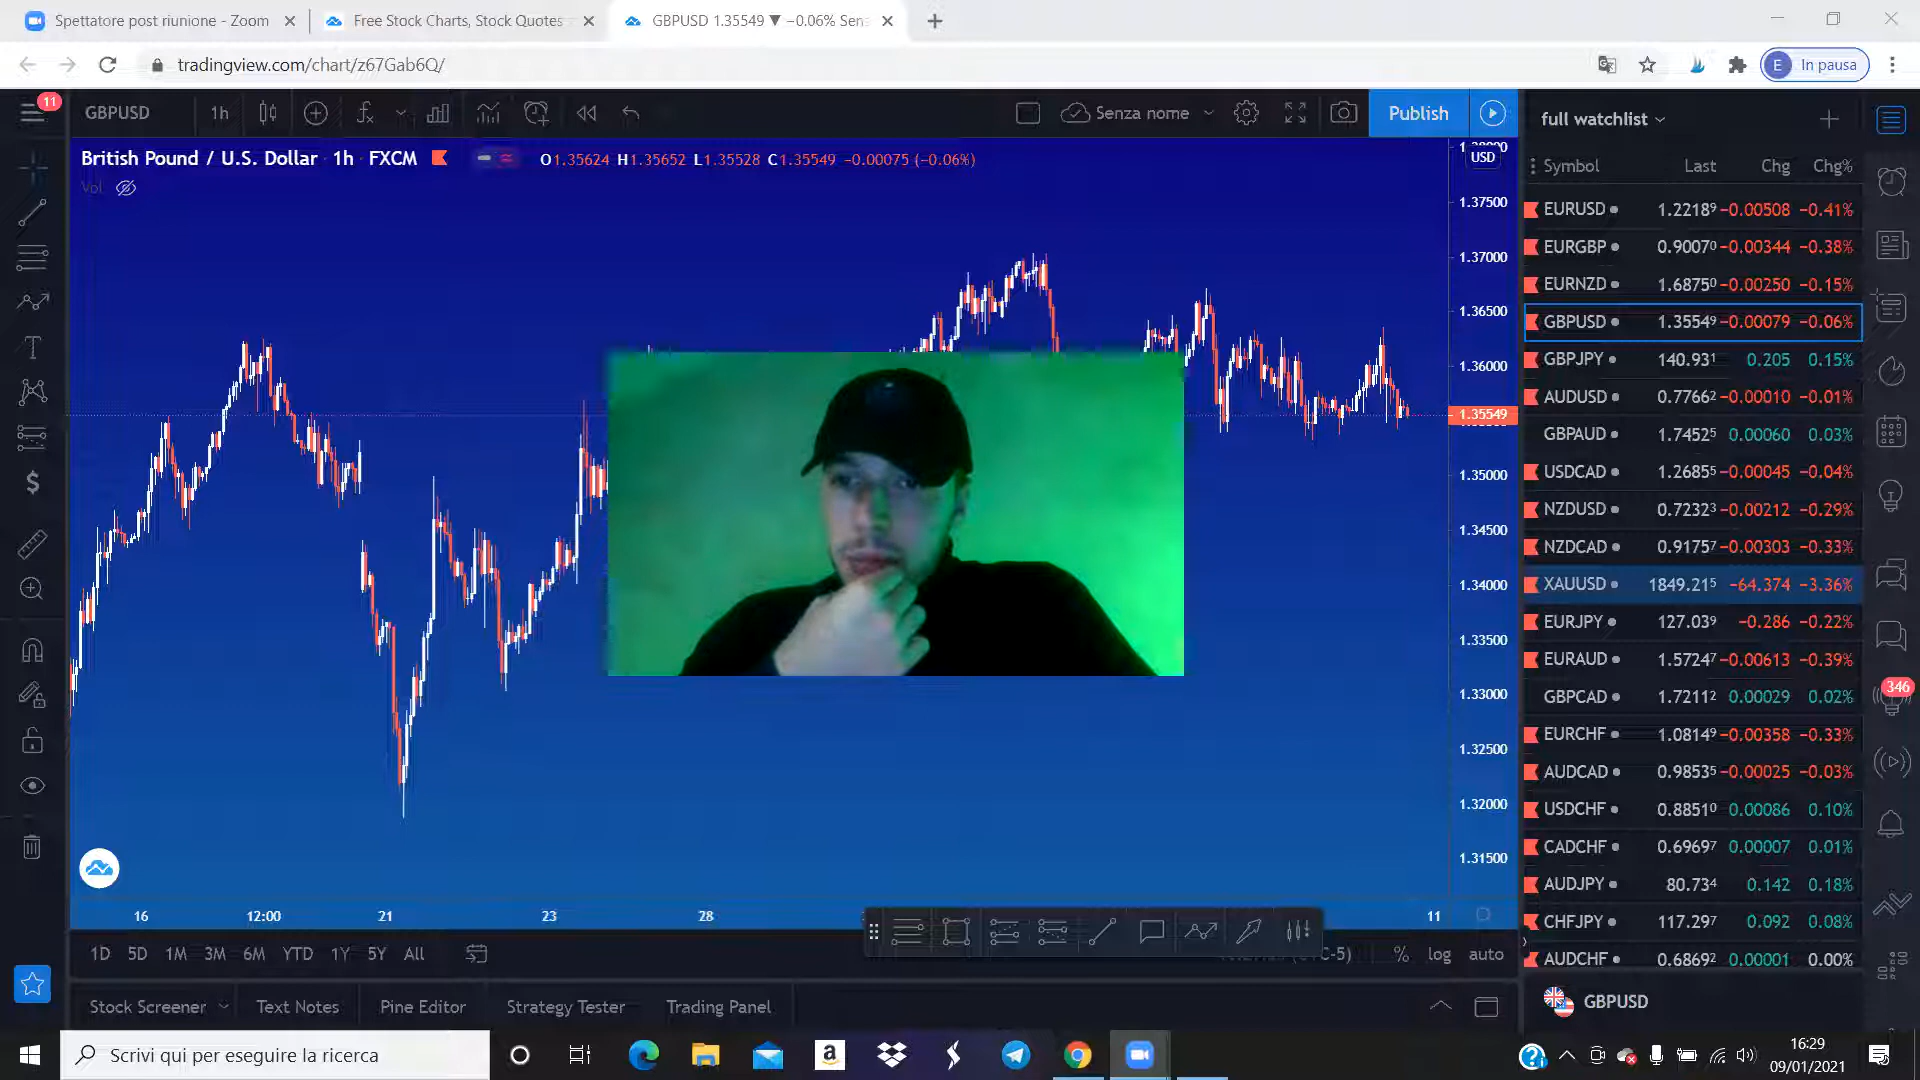 Spettatore post riunione - Zoom
Free Stock Charts, Stock Quotes
GBPUSD 1.35549 ▼ −0.06% Sen
tradingview.com/chart/z67Gab6Q/
E In pausa
11
GBPUSD 1h
Senza nome
Publish
full watchlist
British Pound / U.S. Dollar 1h FXCM
O1.35624 H1.35652 L1.35528 C1.35549 −0.00075 (−0.06%)
Vol
USD
1.37500
1.37000
1.36500
1.36000
1.35549
1.35000
1.34500
1.34000
1.33500
1.33000
1.32500
1.32000
1.31500
16 12:00 21 23 28 11
Symbol Last Chg Chg%
EURUSD 1.22189 −0.00508 −0.41%
EURGBP 0.90070 −0.00344 −0.38%
EURNZD 1.68750 −0.00250 −0.15%
GBPUSD 1.35549 −0.00079 −0.06%
GBPJPY 140.931 0.205 0.15%
AUDUSD 0.77662 −0.00010 −0.01%
GBPAUD 1.74525 0.00060 0.03%
USDCAD 1.26855 −0.00045 −0.04%
NZDUSD 0.72323 −0.00212 −0.29%
NZDCAD 0.91757 −0.00303 −0.33%
XAUUSD 1849.215 −64.374 −3.36%
EURJPY 127.039 −0.286 −0.22%
EURAUD 1.57247 −0.00613 −0.39%
GBPCAD 1.72112 0.00029 0.02%
EURCHF 1.08149 −0.00358 −0.33%
AUDCAD 0.98535 −0.00025 −0.03%
USDCHF 0.88510 0.00086 0.10%
CADCHF 0.69697 0.00007 0.01%
AUDJPY 80.734 0.142 0.18%
CHFJPY 117.297 0.092 0.08%
AUDCHF 0.68692 0.00001 0.00%
346
1D 5D 1M 3M 6M YTD 1Y 5Y All
% log auto
Stock Screener Text Notes Pine Editor Strategy Tester Trading Panel
GBPUSD
Scrivi qui per eseguire la ricerca
16:29
09/01/2021